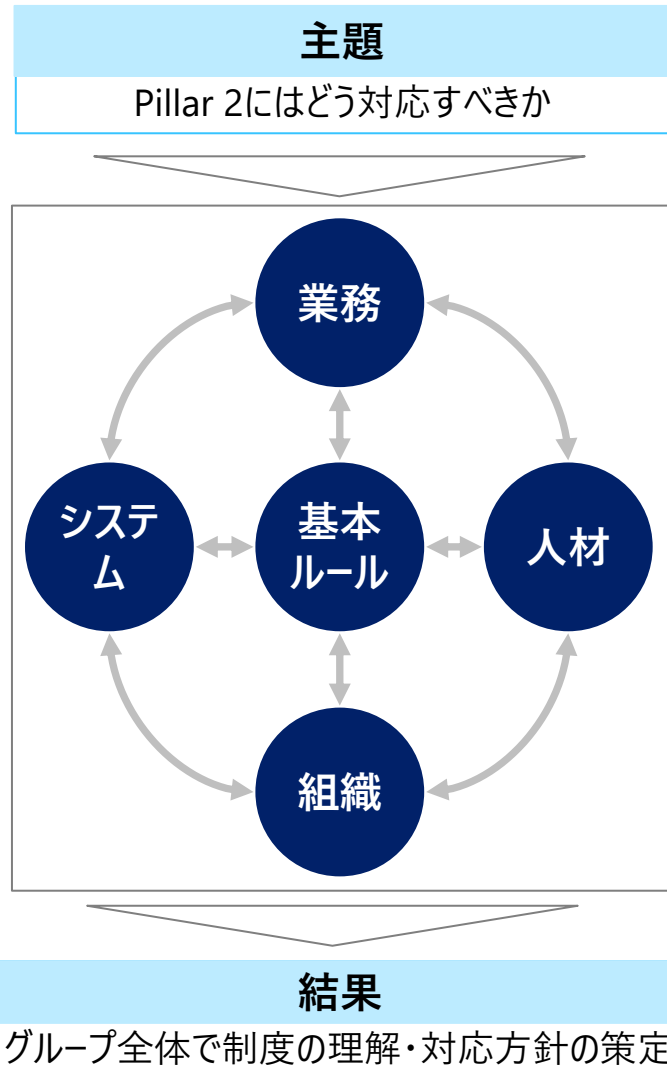 主題
Pillar 2にはどう対応すべきか
業務
システ
ム
基本
ルール
人材
組織
結果
グループ全体で制度の理解・対応方針の策定